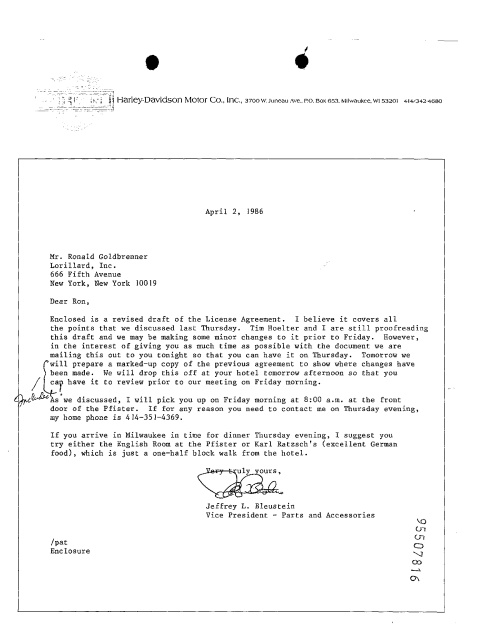 Harley-Davidson Motor Co., Inc., 3700 W. Juneau Ave., P.O. Box 653, Milwaukee, WI 53201 414/342-4680
April 2, 1986
Mr. Ronald Goldbrenner
Lorillard, Inc.
666 Fifth Avenue
New York, New York 10019
Dear Ron,
Enclosed is a revised draft of the License Agreement. I believe it covers all
the points that we discussed last Thursday. Tim Hoelter and I are still proofreading
this draft and we may be making some minor changes to it prior to Friday. However,
in the interest of giving you as much time as possible with the document we are
mailing this out to you tonight so that you can have it on Thursday. Tomorrow we
will prepare a marked-up copy of the previous agreement to show where changes have
been made. We will drop this off at your hotel tomorrow afternoon so that you
can have it to review prior to our meeting on Friday morning.
Included!
As we discussed, I will pick you up on Friday morning at 8:00 a.m. at the front
door of the Pfister. If for any reason you need to contact me on Thursday evening,
my home phone is 414-351-4369.
If you arrive in Milwaukee in time for dinner Thursday evening, I suggest you
try either the English Room at the Pfister or Karl Ratzsch's (excellent German
food), which is just a one-half block walk from the hotel.
Very truly yours,
Jeffrey L. Bleustein
Vice President - Parts and Accessories
/pat
Enclosure
95507816